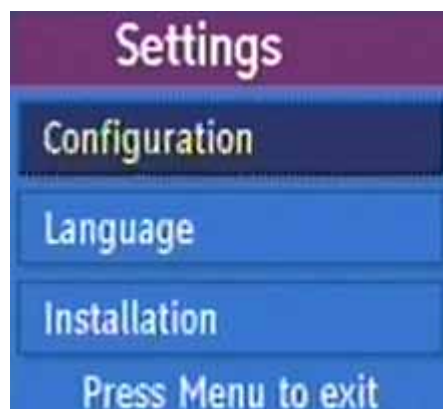 Settings
Configuration
Language
Installation
Press Menu to exit